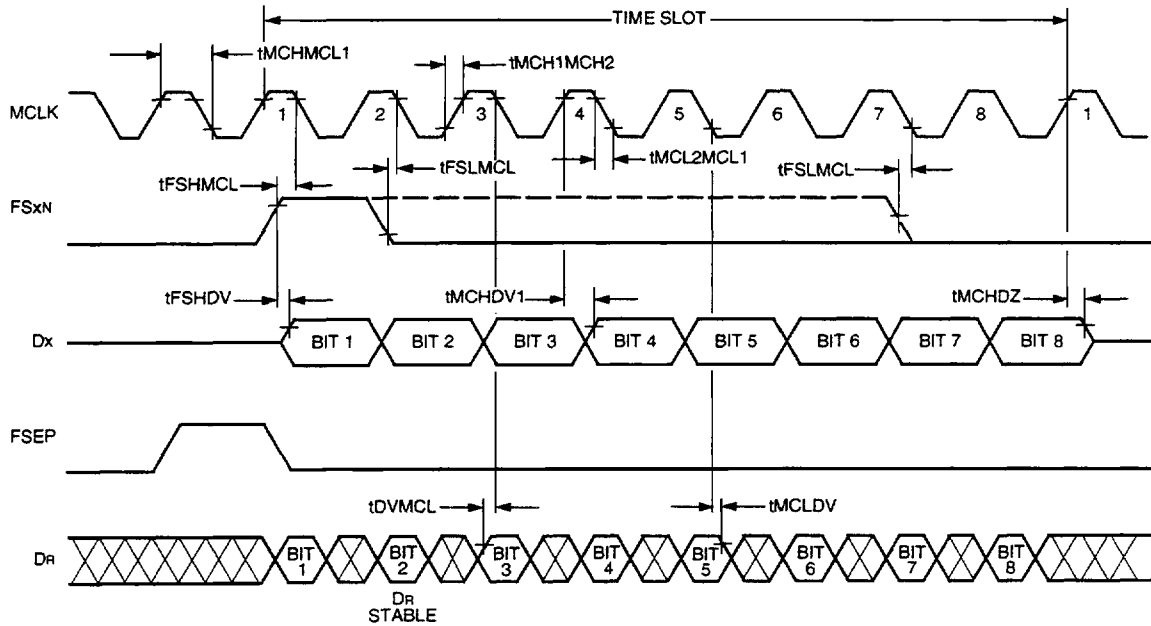 TIME SLOT
tMCHMCL1
tMCH1MCH2
MCLK
1 2 3 4 5 6 7 8 1
tFSHMCL
tFSLMCL
tMCL2MCL1
tFSLMCL
FSXN
tFSHDV
tMCHDV1
tMCHDZ
DX
BIT 1 BIT 2 BIT 3 BIT 4 BIT 5 BIT 6 BIT 7 BIT 8
FSEP
tDVMCL
tMCLDV
DR
BIT 1 BIT 2 BIT 3 BIT 4 BIT 5 BIT 6 BIT 7 BIT 8
DR
STABLE